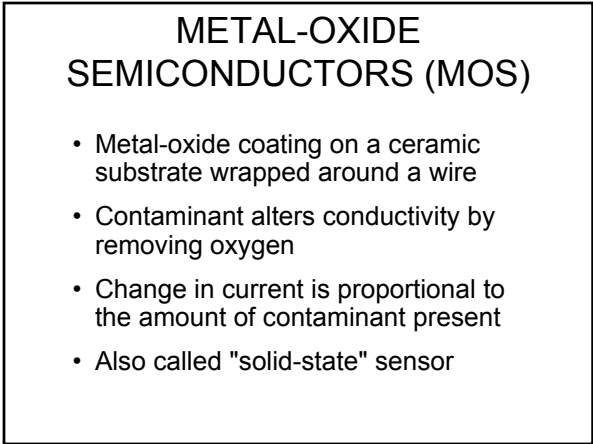 METAL-OXIDE
SEMICONDUCTORS (MOS)
• Metal-oxide coating on a ceramic
substrate wrapped around a wire
• Contaminant alters conductivity by
removing oxygen
• Change in current is proportional to
the amount of contaminant present
• Also called "solid-state" sensor